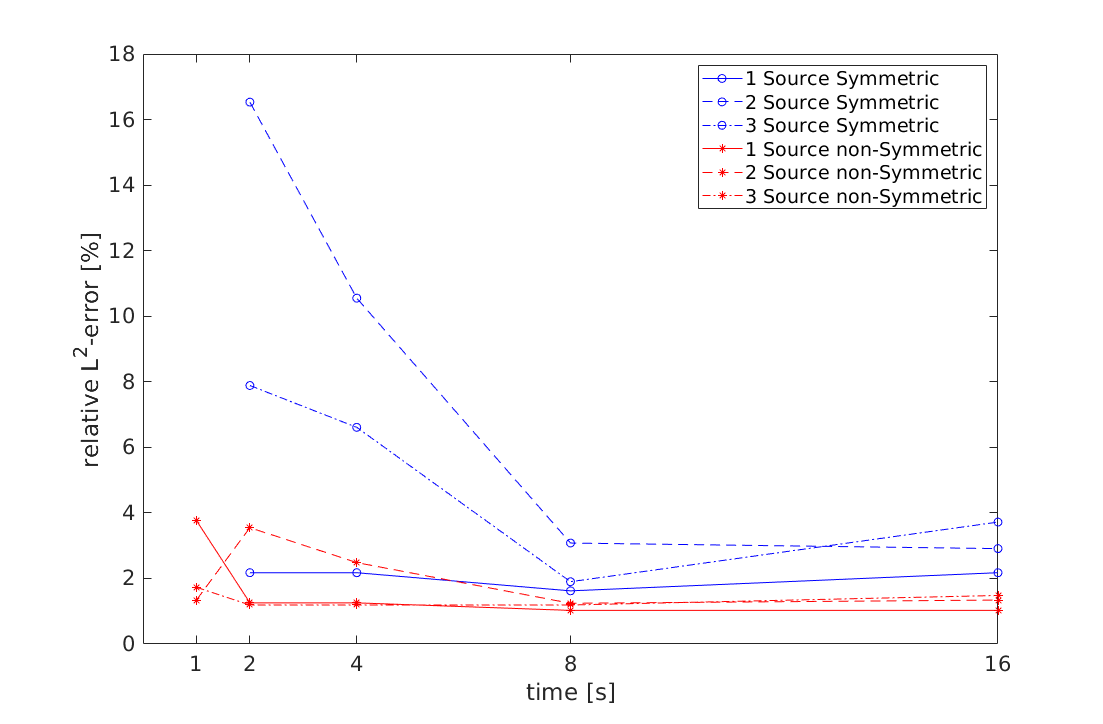 18
16
14
12
10
8
6
4
2
0
relative L²-error [%]
1 Source Symmetric
2 Source Symmetric
3 Source Symmetric
1 Source non-Symmetric
2 Source non-Symmetric
3 Source non-Symmetric
1 2 4 8 16
time [s]